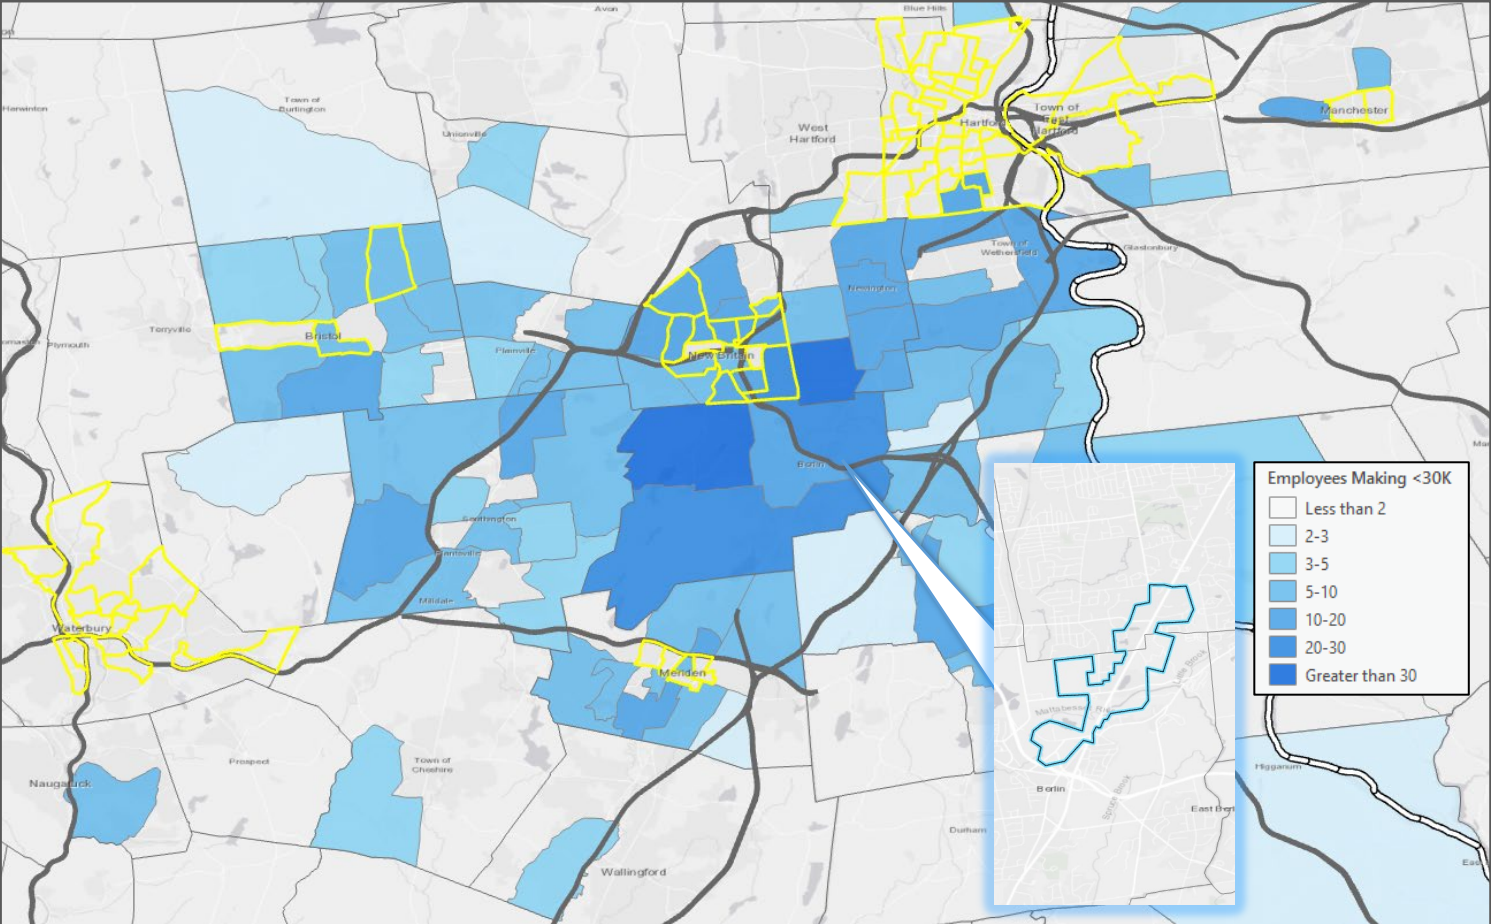 Avon
Blue Hills
Harwinton
Town of
Burlington
Unionville
West
Hartford
Hartford
Town of
East
Hartford
Manchester
Town of
Wethersfield
Glastonbury
Newington
Terryville
Plymouth
Bristol
Plainville
New Britain
Berlin
Southington
Plantsville
Milldale
Waterbury
Meriden
Naugatuck
Prospect
Town of
Cheshire
Wallingford
Durham
Higganum
Mattabesset
Berlin
East Berl
Employees Making <30K
Less than 2
2-3
3-5
5-10
10-20
20-30
Greater than 30